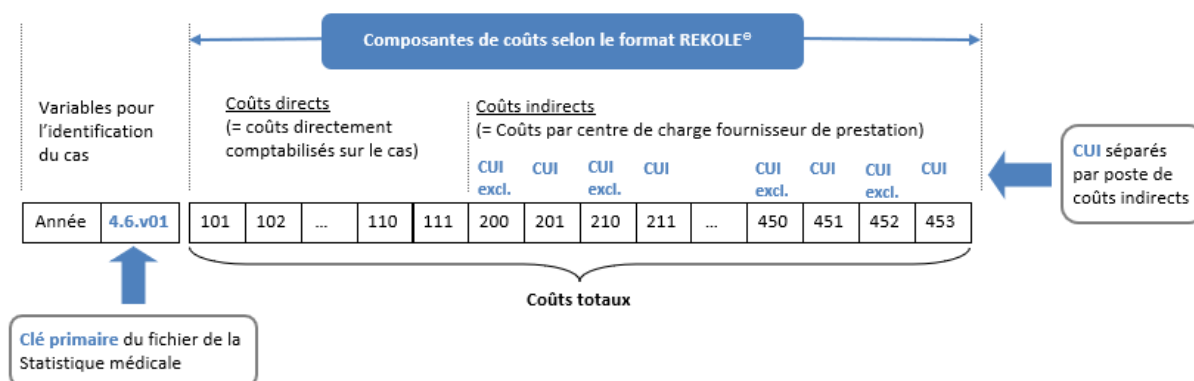 Composantes de coûts selon le format REKOLE®
Variables pour
l'identification
du cas
Coûts directs
(= coûts directement
comptabilisés sur le cas)
Coûts indirects
(= Coûts par centre de charge fournisseur de prestation)
CUI excl. CUI CUI excl. CUI CUI excl. CUI CUI excl. CUI
CUI séparés
par poste de
coûts indirects
Année 4.6.v01 101 102 ... 110 111 200 201 210 211 ... 450 451 452 453
Coûts totaux
Clé primaire du fichier de la
Statistique médicale